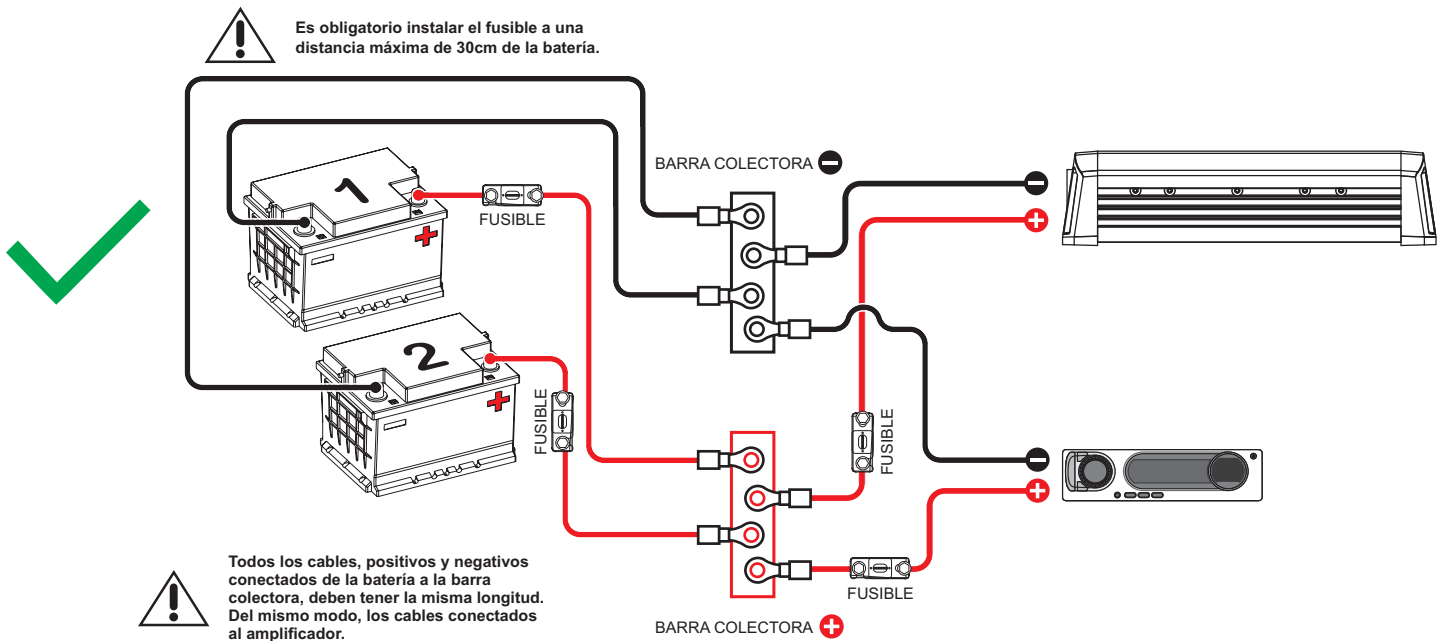 Es obligatorio instalar el fusible a una
distancia máxima de 30cm de la batería.
BARRA COLECTORA
1
FUSIBLE
2
FUSIBLE
FUSIBLE
FUSIBLE
Todos los cables, positivos y negativos
conectados de la batería a la barra
colectora, deben tener la misma longitud.
Del mismo modo, los cables conectados
al amplificador.
BARRA COLECTORA